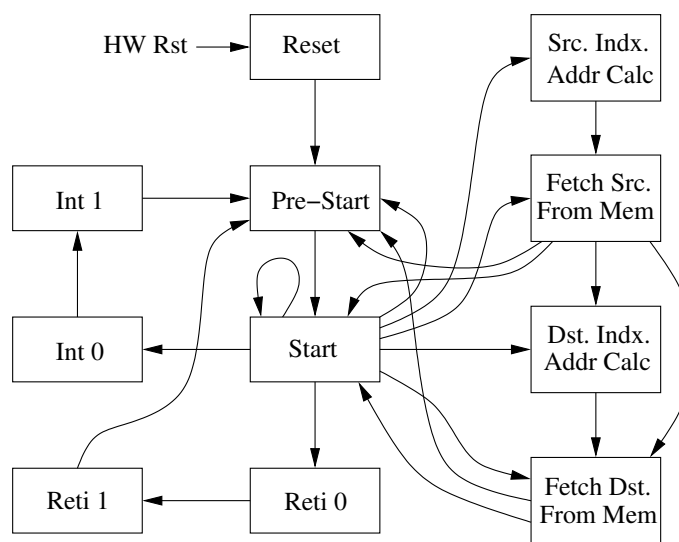 HW Rst
Reset
Src. Indx.
Addr Calc
Int 1
Pre−Start
Fetch Src.
From Mem
Int 0
Start
Dst. Indx.
Addr Calc
Reti 1
Reti 0
Fetch Dst.
From Mem